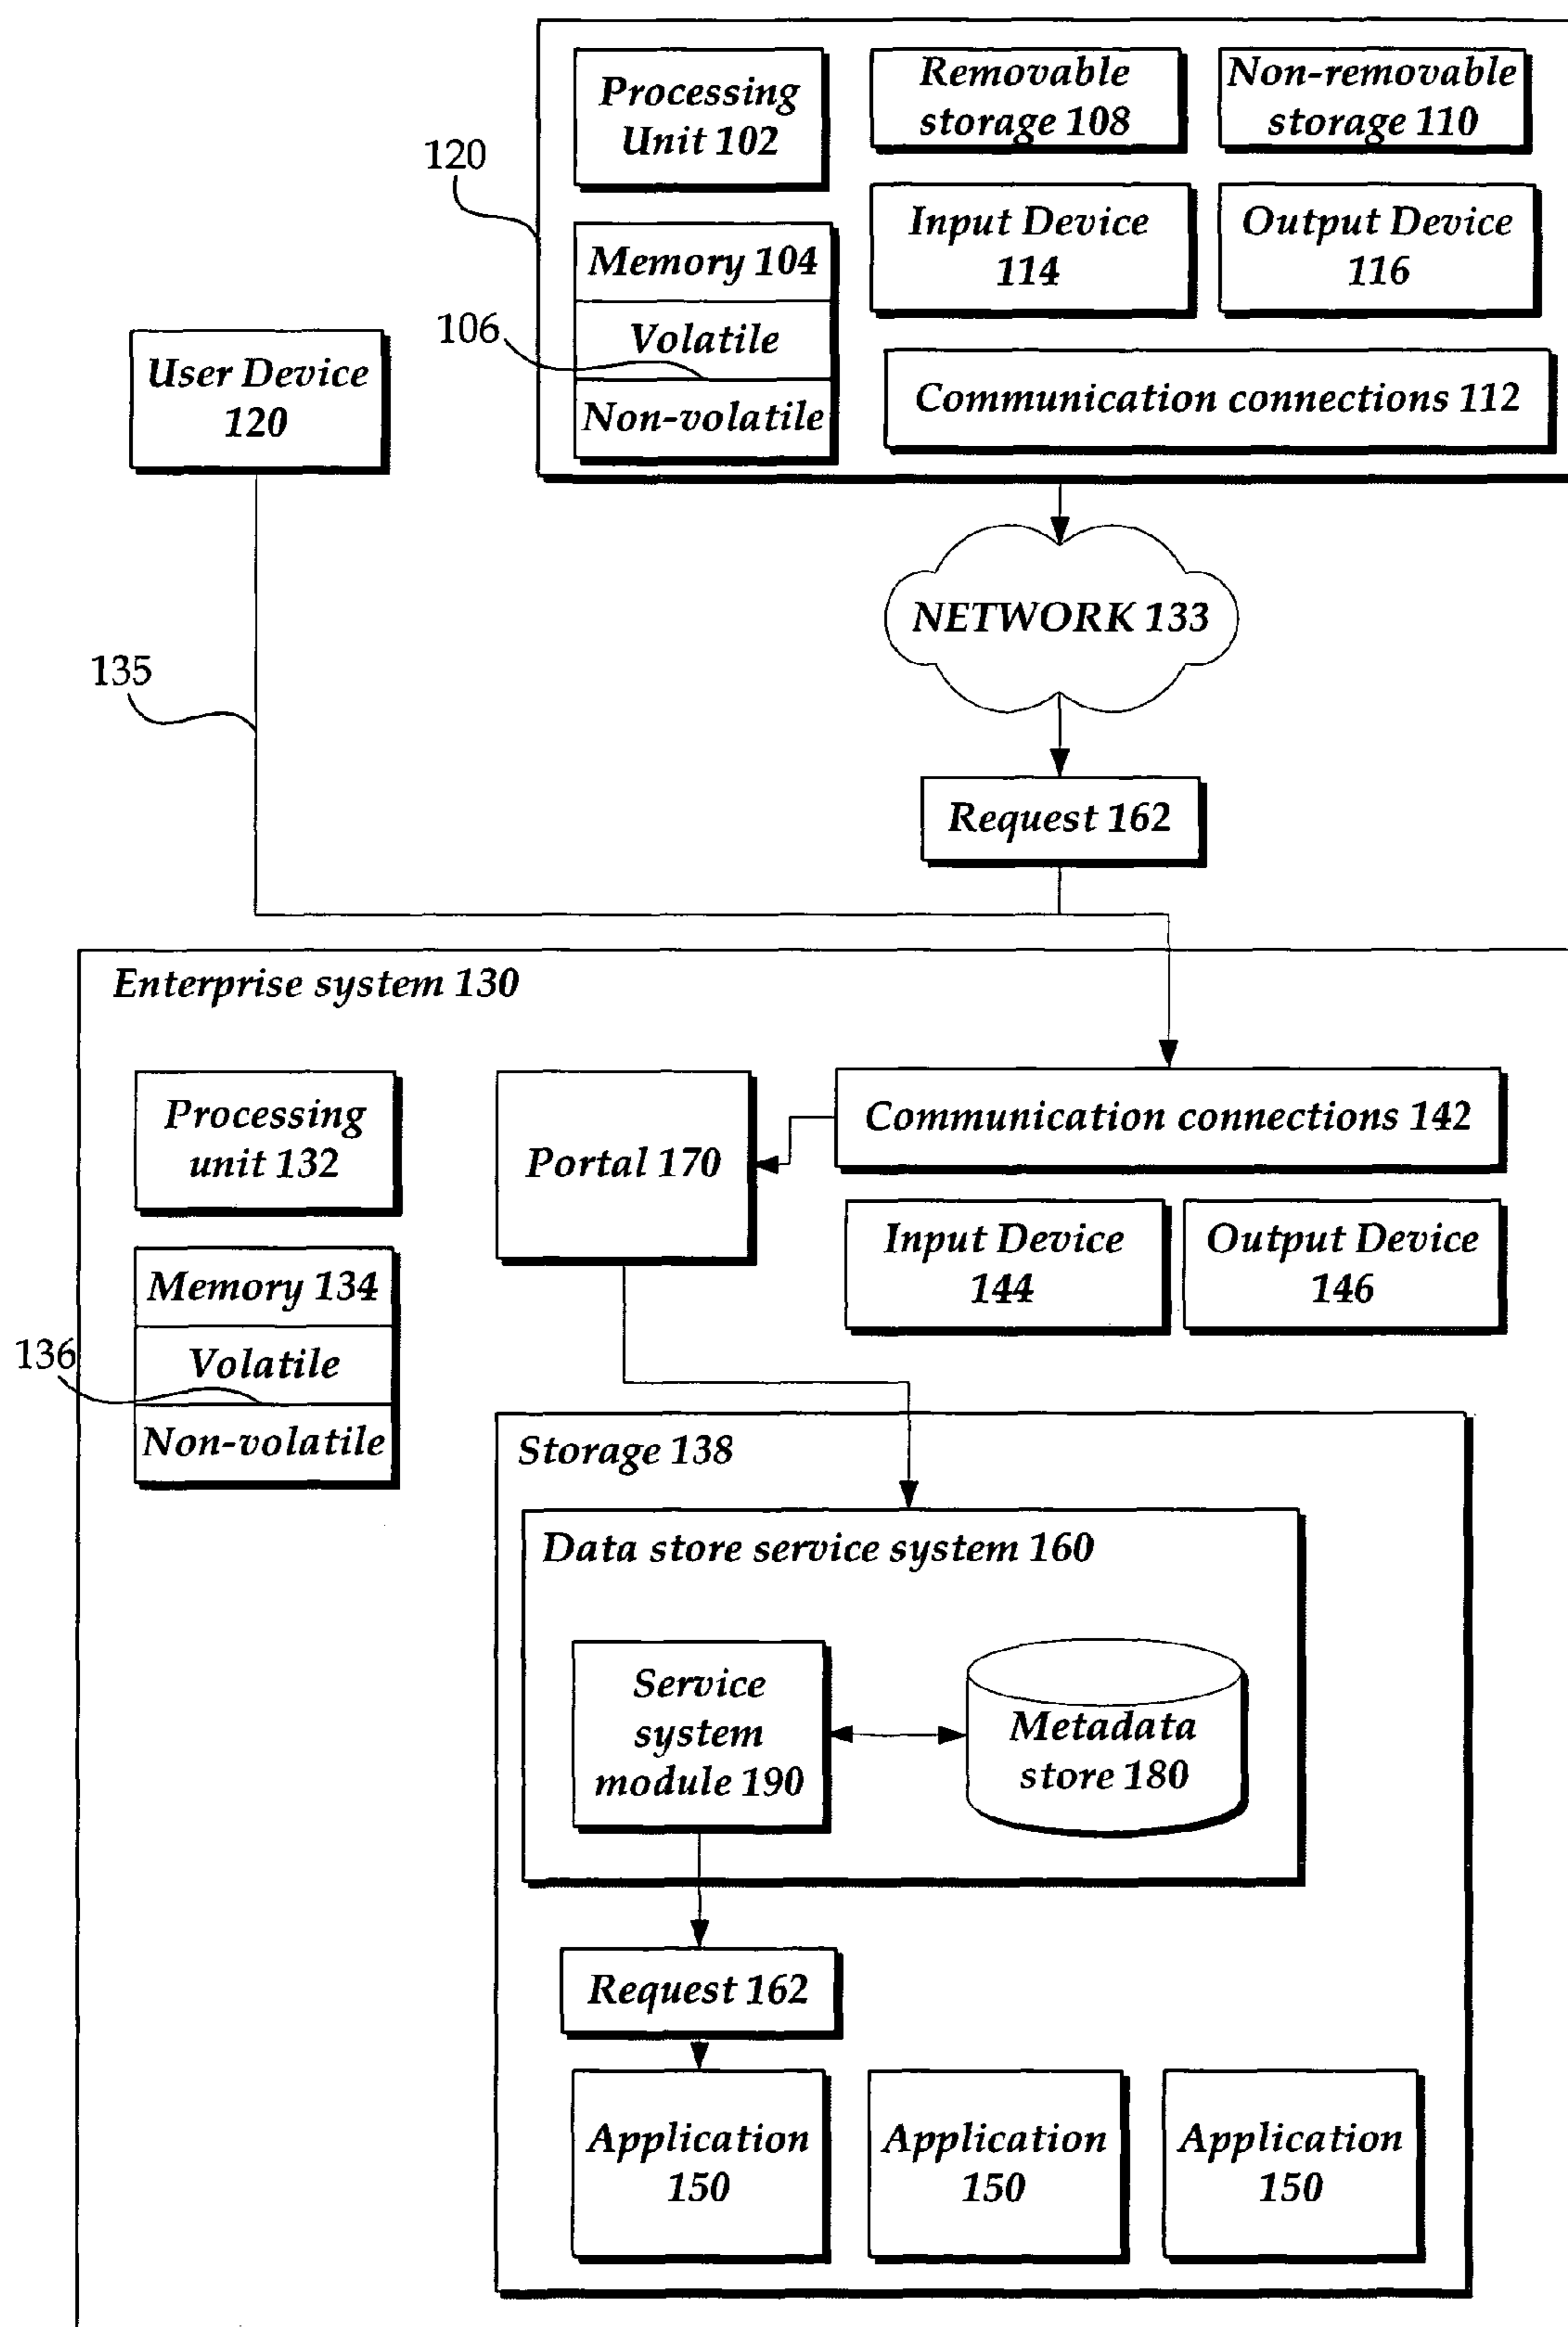 Processing
Unit 102
Removable
storage 108
Non-removable
storage 110
120
Input Device
114
Output Device
116
Memory 104
106
Volatile
Non-volatile
User Device
120
Communication connections 112
NETWORK 133
135
Request 162
Enterprise system 130
Processing
unit 132
Portal 170
Communication connections 142
Input Device
144
Output Device
146
Memory 134
136
Volatile
Non-volatile
Storage 138
Data store service system 160
Service
system
module 190
Metadata
store 180
Request 162
Application
150
Application
150
Application
150